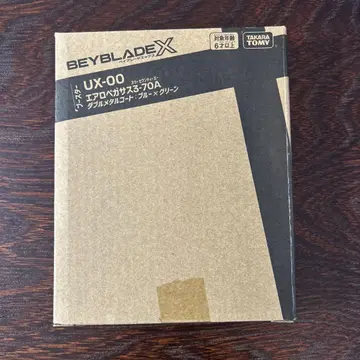 BEYBLADE X
ベイブレードエックス
対象年齢
6才以上
TAKARA
TOMY
ブースター
UX-00
エアロペガサス3-70A
ダブルメタルコート:ブルー×グリーン